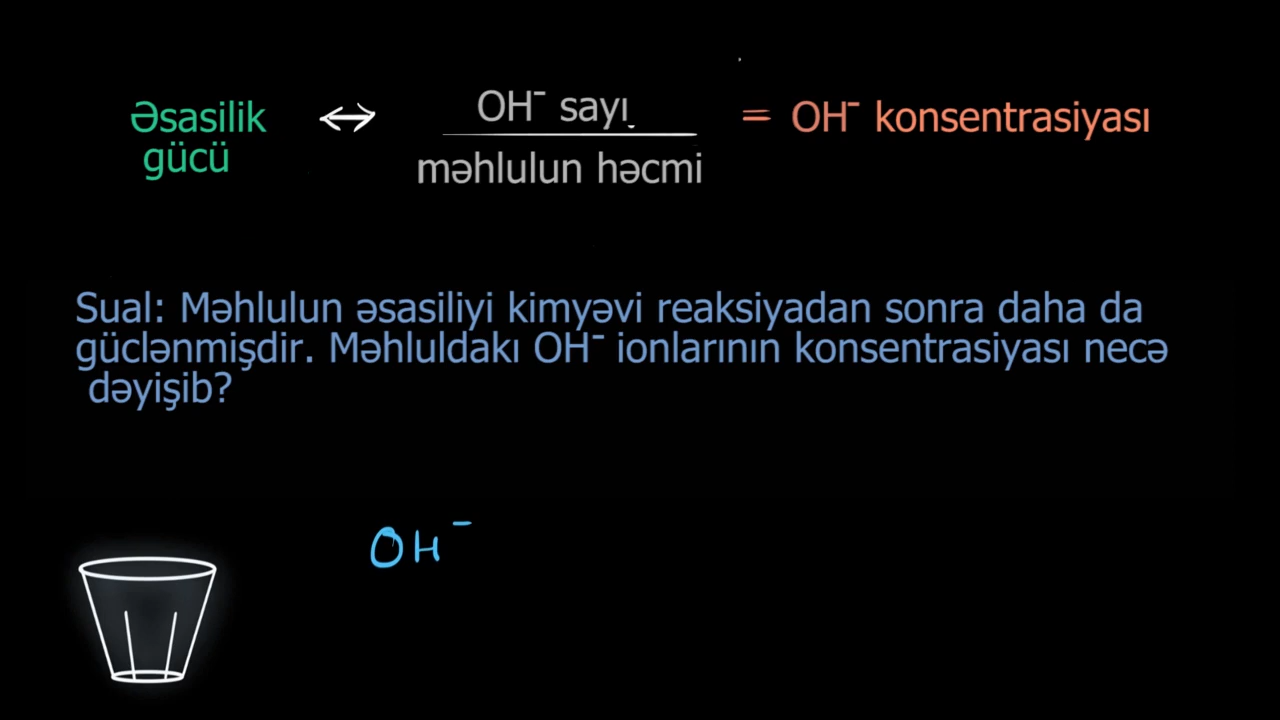 Əsasilik ⟷ OH⁻ sayı = OH⁻ konsentrasiyası
gücü məhlulun həcmi
Sual: Məhlulun əsasiliyi kimyəvi reaksiyadan sonra daha da
güclənmişdir. Məhluldakı OH⁻ ionlarının konsentrasiyası necə
dəyişib?
OH⁻